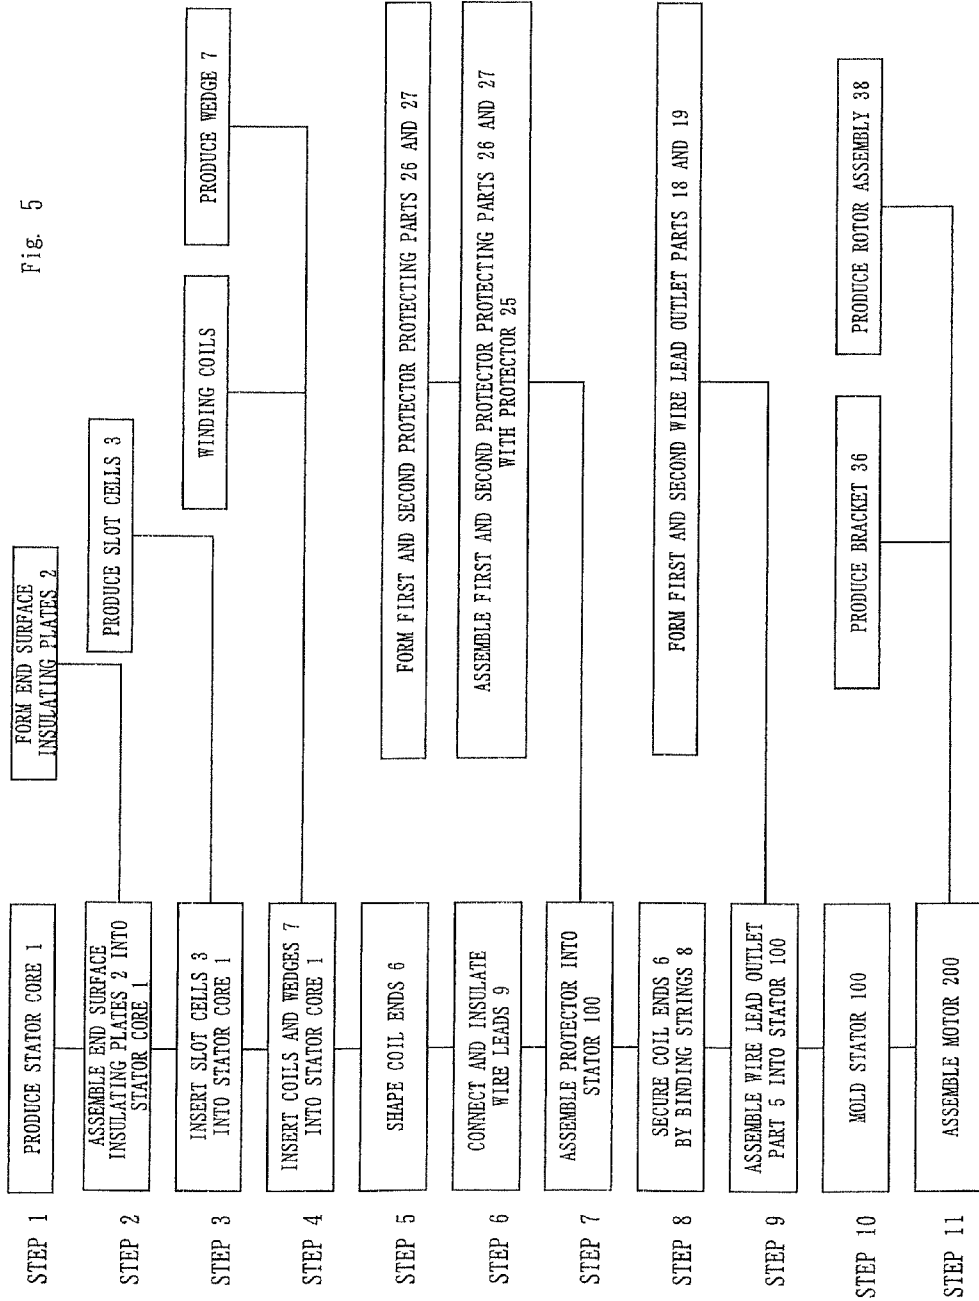 Fig. 5
STEP 1
PRODUCE STATOR CORE 1
FORM END SURFACE
INSULATING PLATES 2
STEP 2
ASSEMBLE END SURFACE
INSULATING PLATES 2 INTO
STATOR CORE 1
PRODUCE SLOT CELLS 3
STEP 3
INSERT SLOT CELLS 3
INTO STATOR CORE 1
WINDING COILS
PRODUCE WEDGE 7
STEP 4
INSERT COILS AND WEDGES 7
INTO STATOR CORE 1
STEP 5
SHAPE COIL ENDS 6
FORM FIRST AND SECOND PROTECTOR PROTECTING PARTS 26 AND 27
STEP 6
CONNECT AND INSULATE
WIRE LEADS 9
ASSEMBLE FIRST AND SECOND PROTECTOR PROTECTING PARTS 26 AND 27
WITH PROTECTOR 25
STEP 7
ASSEMBLE PROTECTOR INTO
STATOR 100
STEP 8
SECURE COIL ENDS 6
BY BINDING STRINGS 8
FORM FIRST AND SECOND WIRE LEAD OUTLET PARTS 18 AND 19
STEP 9
ASSEMBLE WIRE LEAD OUTLET
PART 5 INTO STATOR 100
STEP 10
MOLD STATOR 100
PRODUCE BRACKET 36
PRODUCE ROTOR ASSEMBLY 38
STEP 11
ASSEMBLE MOTOR 200